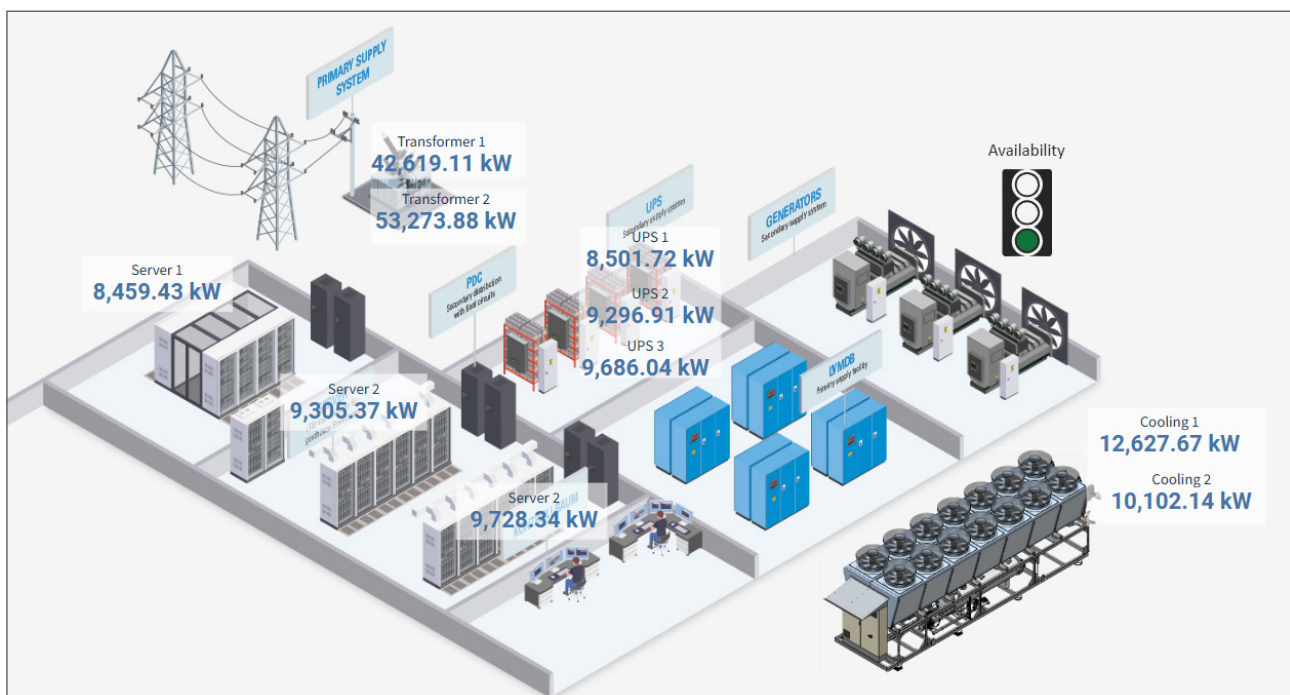 PRIMARY SUPPLY
SYSTEM
Transformer 1
42,619.11 kW
Transformer 2
53,273.88 kW
Availability
UPS
Secondary supply system
GENERATORS
Secondary supply system
UPS 1
8,501.72 kW
Server 1
8,459.43 kW
PDC
Secondary distribution
with final circuits
UPS 2
9,296.91 kW
UPS 3
9,686.04 kW
LVMDB
Primary supply facility
Server 2
9,305.37 kW
Cooling 1
12,627.67 kW
Cooling 2
10,102.14 kW
Server 2
9,728.34 kW